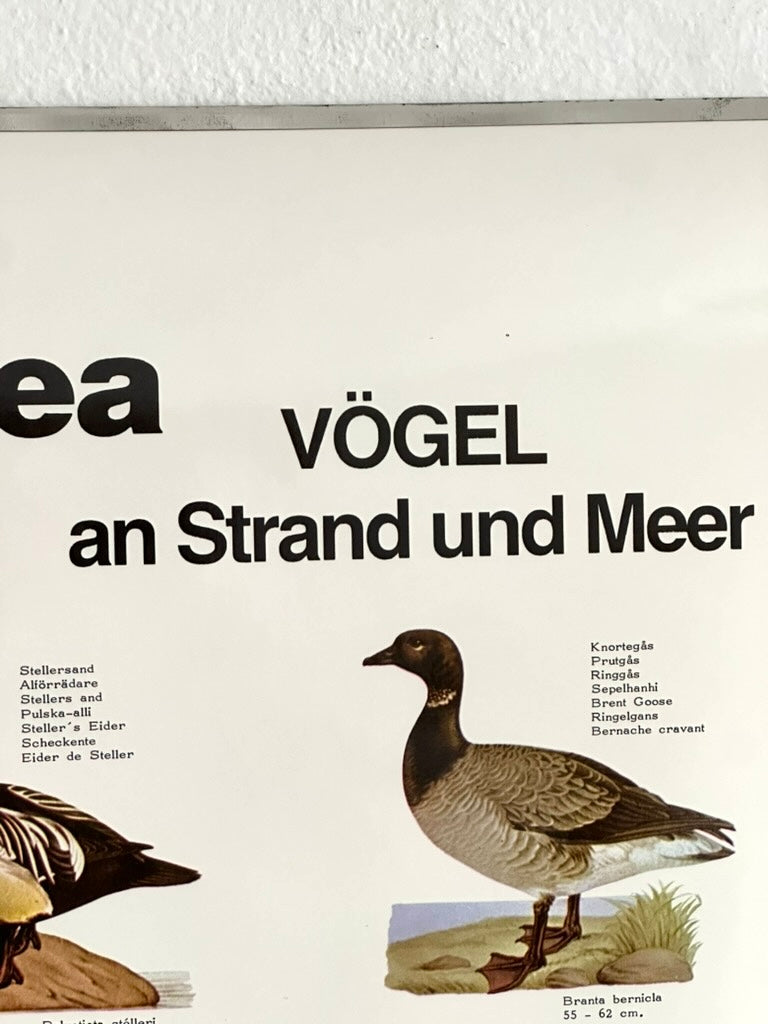 ea
VÖGEL
an Strand und Meer
Stellersand
Alförrädare
Stellers and
Pulska-alli
Steller´s Eider
Scheckente
Eider de Steller
Knortegås
Prutgås
Ringgås
Sepelhanhi
Brent Goose
Ringelgans
Bernache cravant
Branta bernicla
55 - 62 cm.